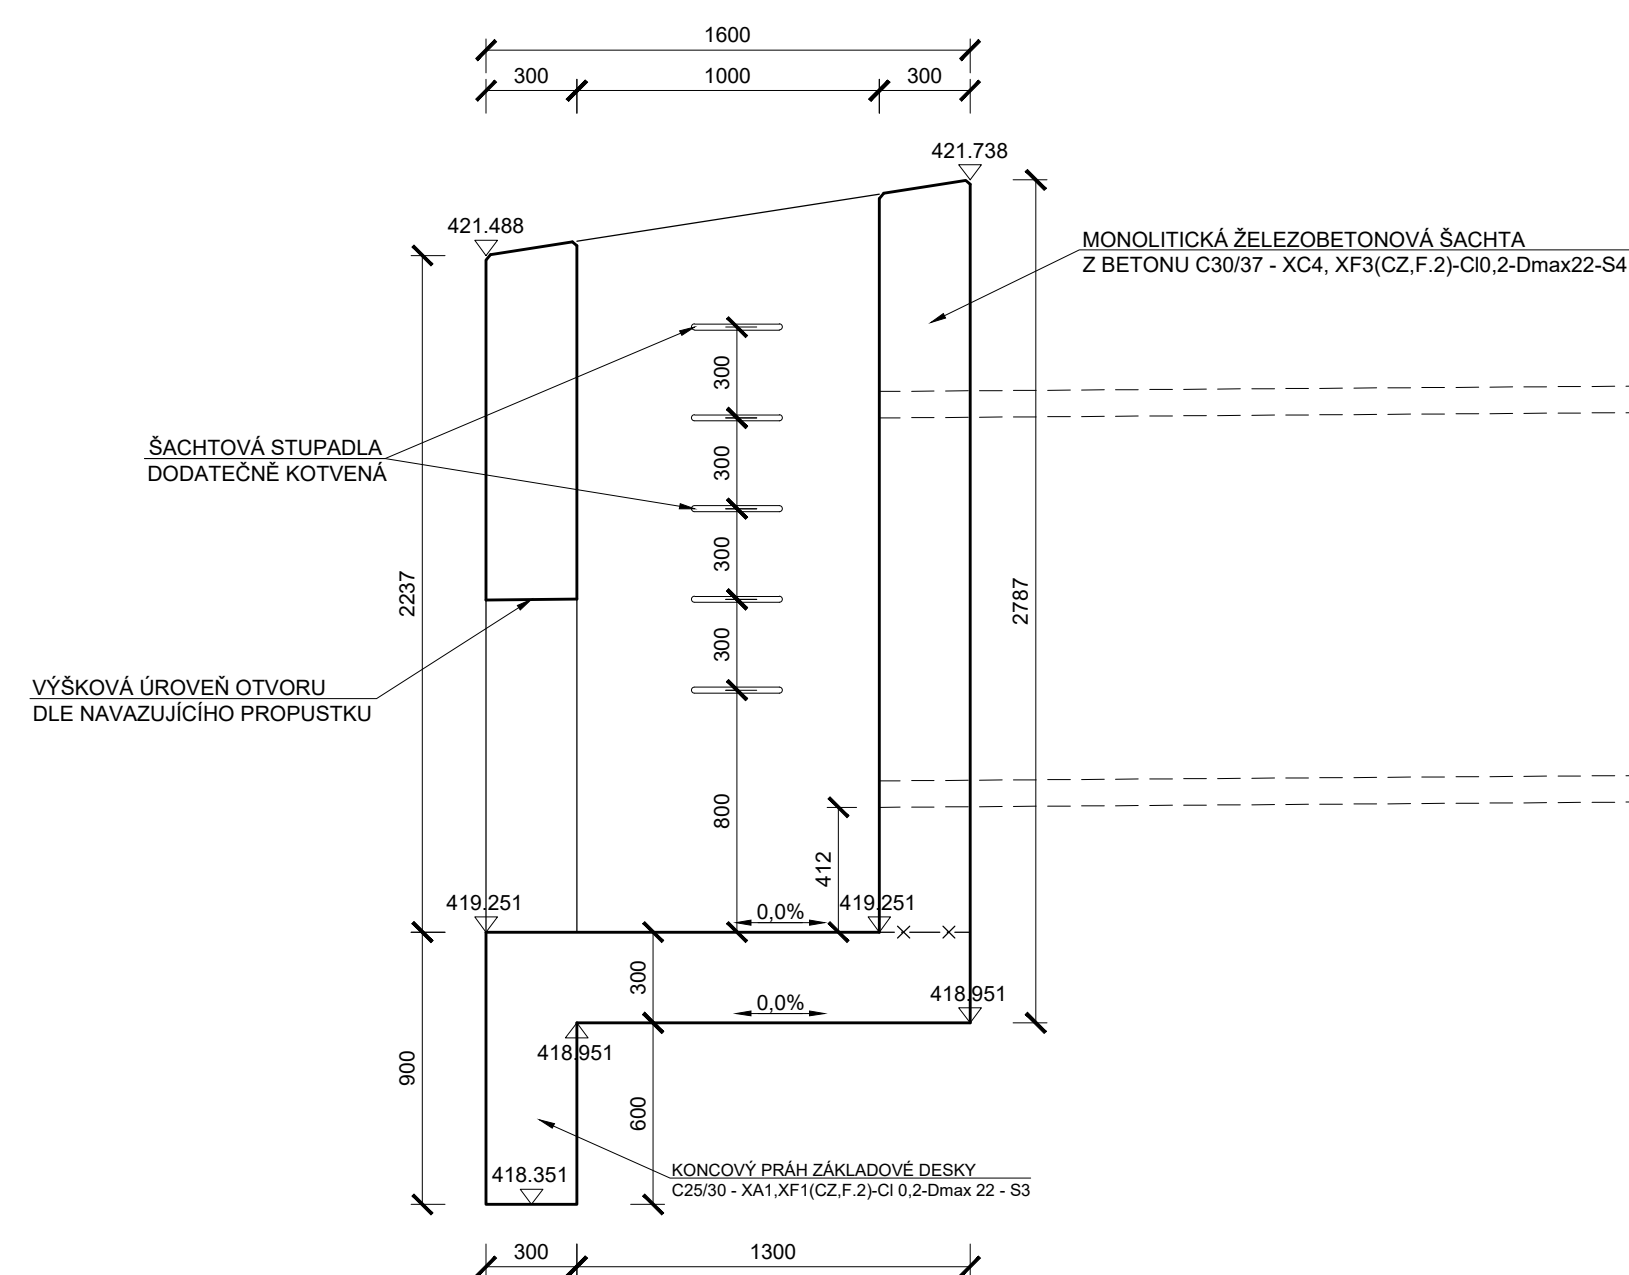 1600
300 1000 300
421.738
421.488
MONOLITICKÁ ŽELEZOBETONOVÁ ŠACHTA
Z BETONU C30/37 - XC4, XF3(CZ,F.2)-Cl0,2-Dmax22-S4
300
ŠACHTOVÁ STUPADLA
DODATEČNĚ KOTVENÁ
300
300
2237
2787
300
VÝŠKOVÁ ÚROVEŇ OTVORU
DLE NAVAZUJÍCÍHO PROPUSTKU
800
412
419.251
0,0%
419.251
300
0,0%
418.951
418.951
900
600
KONCOVÝ PRÁH ZÁKLADOVÉ DESKY
C25/30 - XA1,XF1(CZ,F.2)-Cl 0,2-Dmax 22 - S3
418.351
300 1300